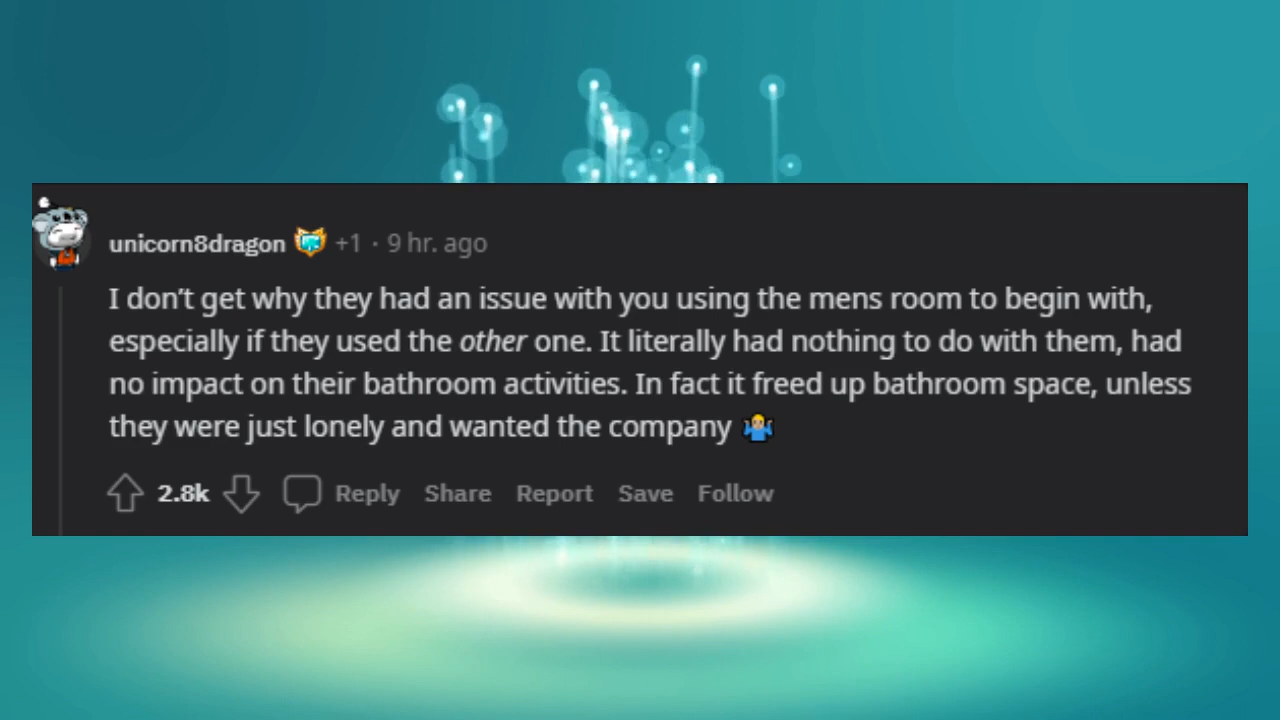 unicorn8dragon +1 · 9 hr. ago
I don’t get why they had an issue with you using the mens room to begin with,
especially if they used the other one. It literally had nothing to do with them, had
no impact on their bathroom activities. In fact it freed up bathroom space, unless
they were just lonely and wanted the company 🤷🏼‍♂️
2.8k Reply Share Report Save Follow